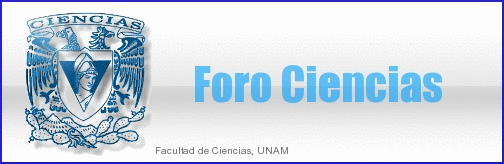 CIENCIAS
Foro Ciencias
Facultad de Ciencias, UNAM